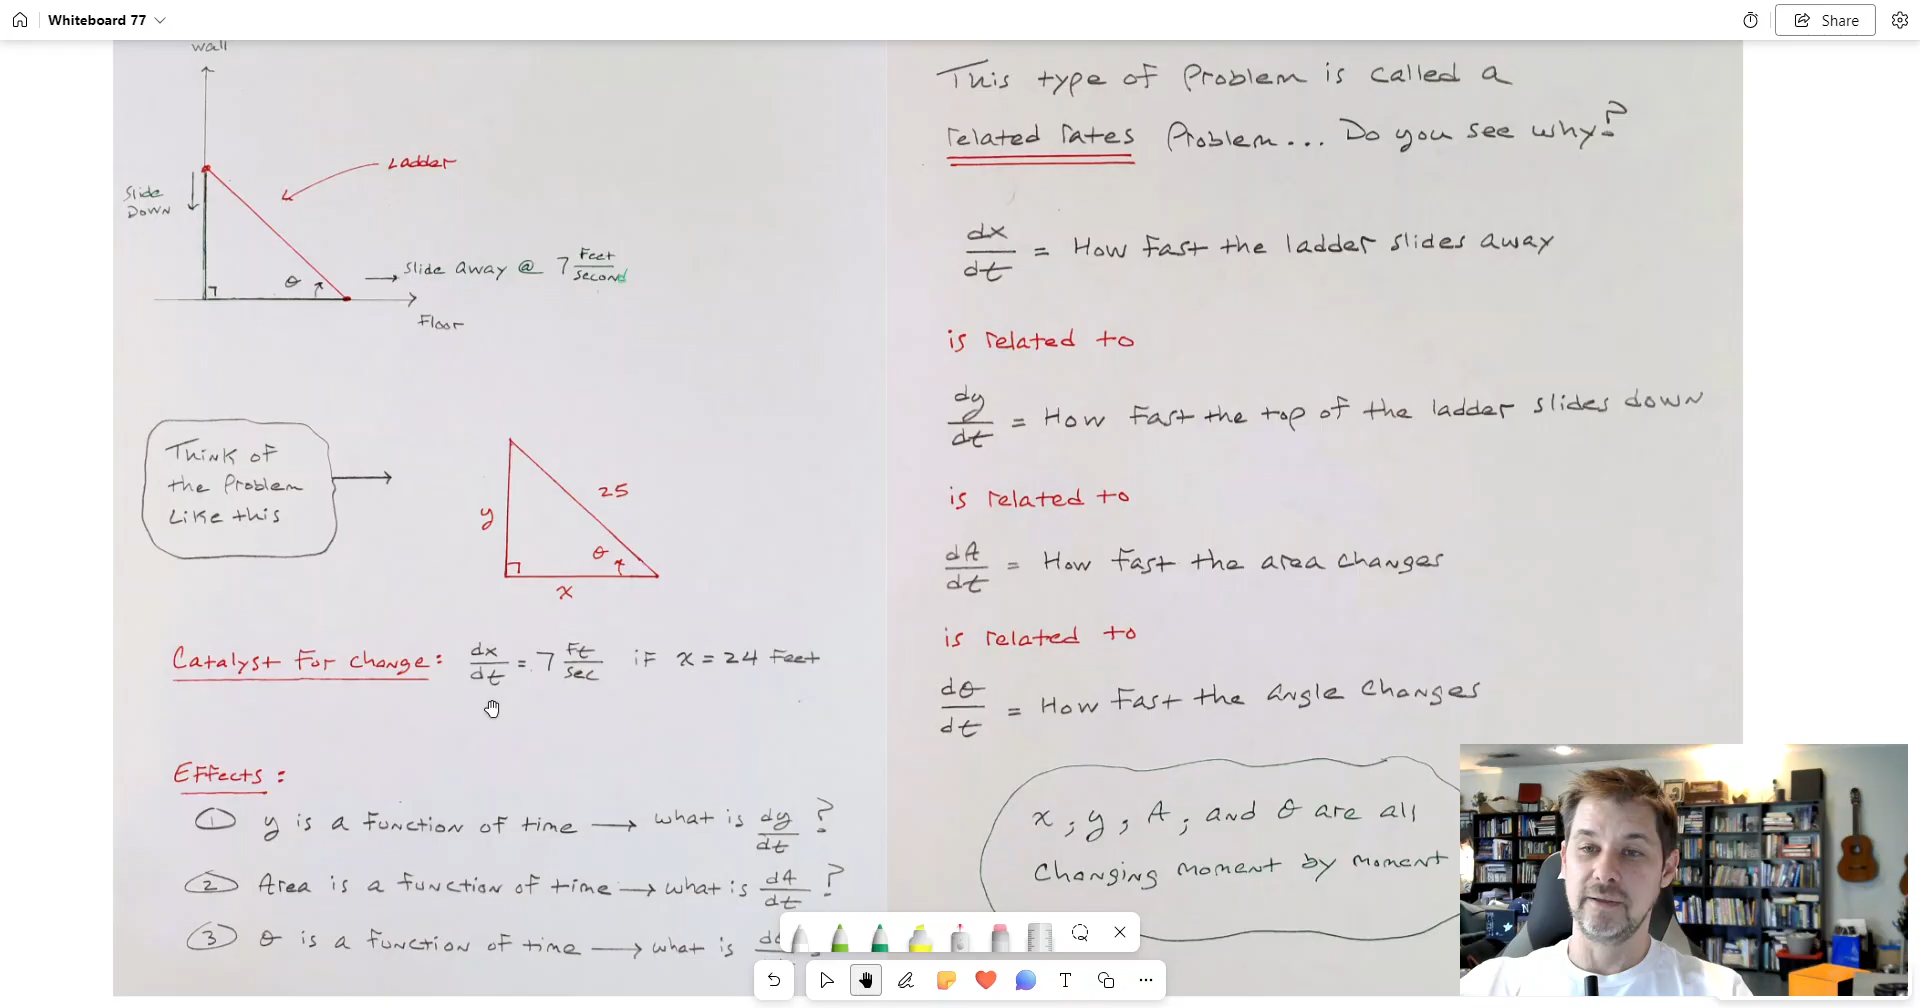 Whiteboard 77
Share
wall
Ladder
Slide
Down
Slide away @ 7 Feet/Second
θ
Floor
Think of
the Problem
Like this
25
y
θ
x
Catalyst For change: dx/dt = 7 Ft/sec if x = 24 Feet
Effects:
① y is a function of time → what is dy/dt ?
② Area is a function of time → what is dA/dt ?
③ θ is a function of time → what is
This type of Problem is called a
related rates Problem... Do you see why?
dx/dt = How fast the ladder slides away
is related to
dy/dt = How fast the top of the ladder slides down
is related to
dA/dt = How fast the area changes
is related to
dθ/dt = How fast the angle changes
x, y, A, and θ are all
changing moment by moment